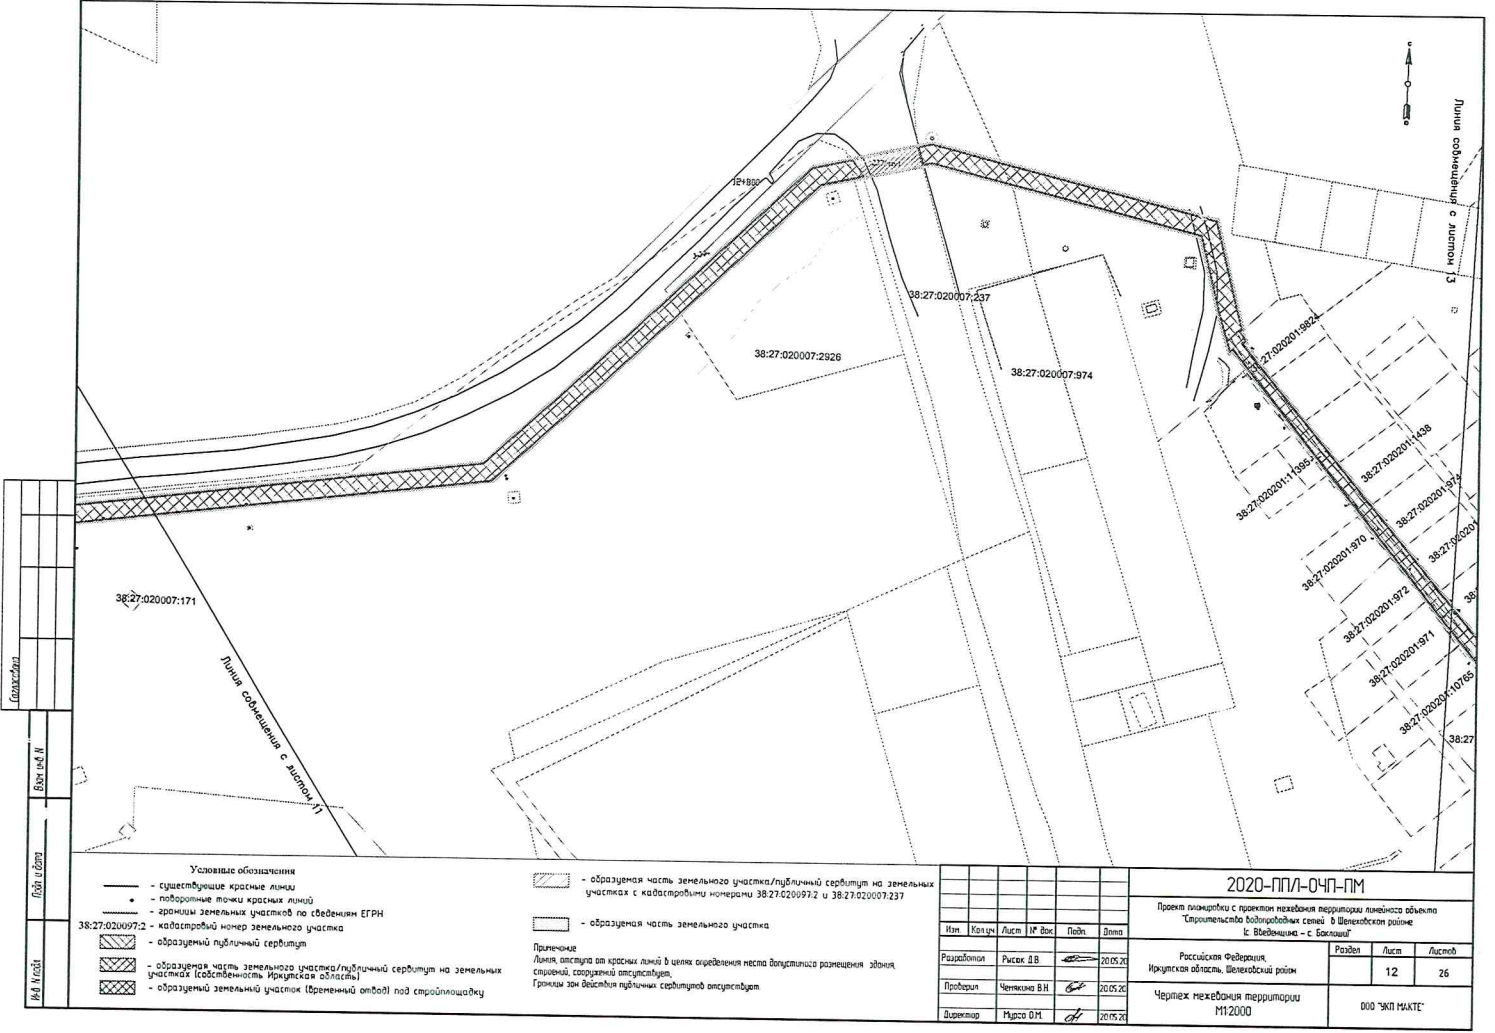 С
Линия совмещения с листом 13
12+800
38:27:020007:237
38:27:020007:2926
38:27:020007:974
38:27:020201:9824
38:27:020201:1438
38:27:020201:11395
38:27:020201:974
38:27:020201
38:27:020201:970
38:27:020201:972
38:
38:27:020201:971
38:27:020201:10765
38:27
38:27:020007:171
Линия совмещения с листом 11
Согласовано
Взам инв. N
Подп. и дата
Инв N подл
Условные обозначения
- существующие красные линии
- поворотные точки красных линий
- границы земельных участков по сведениям ЕГРН
38:27:020097:2 - кадастровый номер земельного участка
- образуемый публичный сервитут
- образуемая часть земельного участка/публичный сервитут на земельных
участках (собственность Иркутская область)
- образуемый земельный участок (временный отвод) под стройплощадку
- образуемая часть земельного участка/публичный сервитут на земельных
участках с кадастровыми номерами 38:27:020097:2 и 38:27:020007:237
- образуемая часть земельного участка
Примечание
Линия, отступа от красных линий в целях определения места допустимого размещения здания,
строений, сооружений отсутствует,
Границы зон действия публичных сервитутов отсутствуют
2020-ППЛ-ОЧП-ПМ
Проект планировки с проектом межевания территории линейного объекта
"Строительство водопроводных сетей в Шелеховском районе
(с. Введенщина - с. Баклаши)"
Изм. Кол.уч Лист № док Подп. Дата
Разработал Рысак Д.В. 20.05.20
Проверил Чемякина В.Н 20.05.20
Директор Мурго О.М. 20.05.20
Российская Федерация,
Иркутская область, Шелеховский район
Раздел Лист Листов
12 26
Чертеж межевания территории
М1:2000
ООО "УКП МАКТЕ"